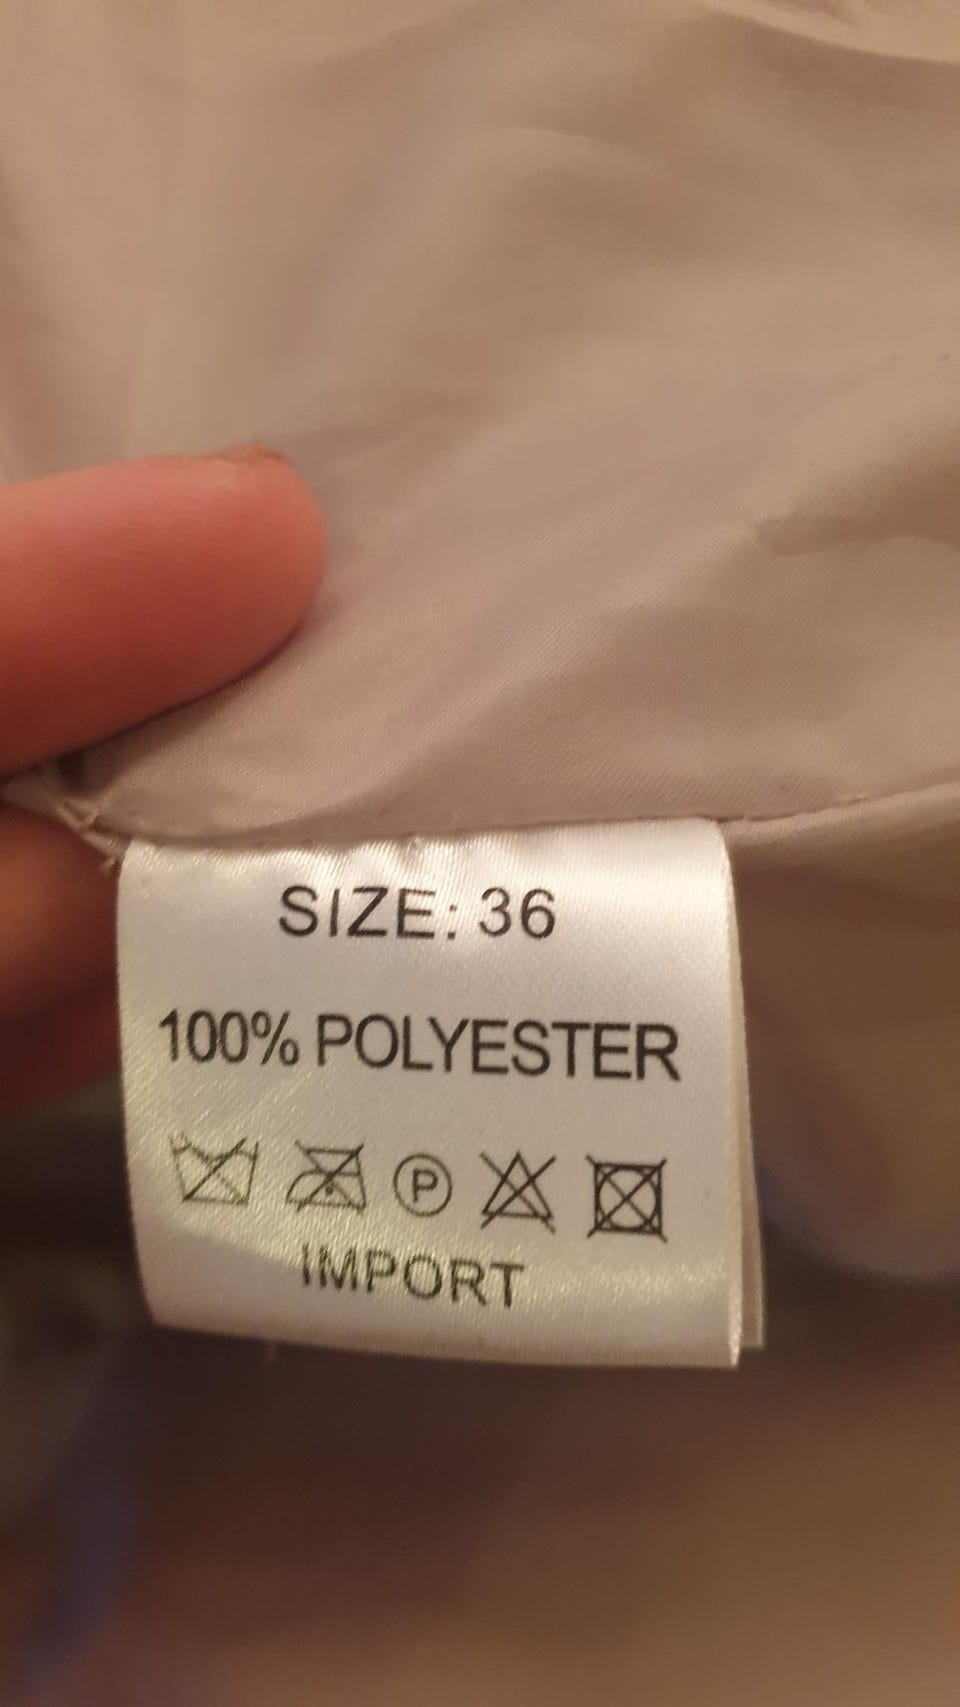 SIZE: 36
100% POLYESTER
P
IMPORT